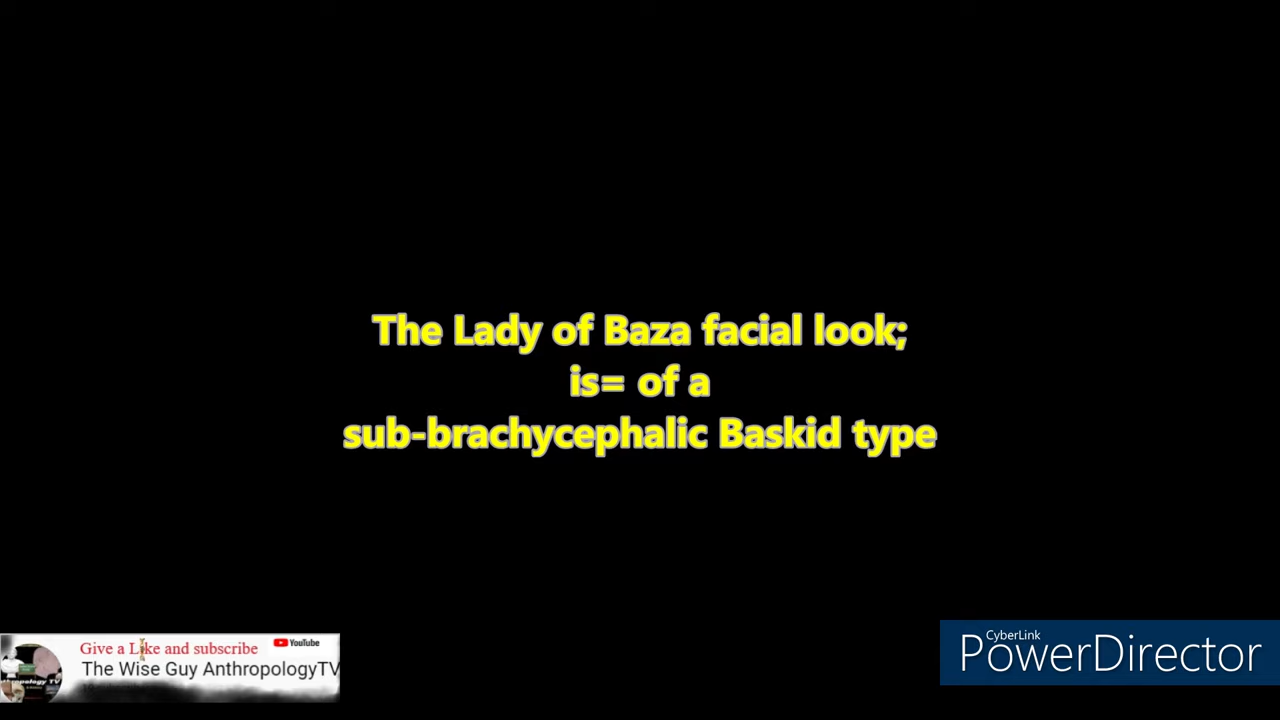 The Lady of Baza facial look;
is= of a
sub-brachycephalic Baskid type
Give a Like and subscribe
YouTube
The Wise Guy AnthropologyTV
CyberLink
PowerDirector